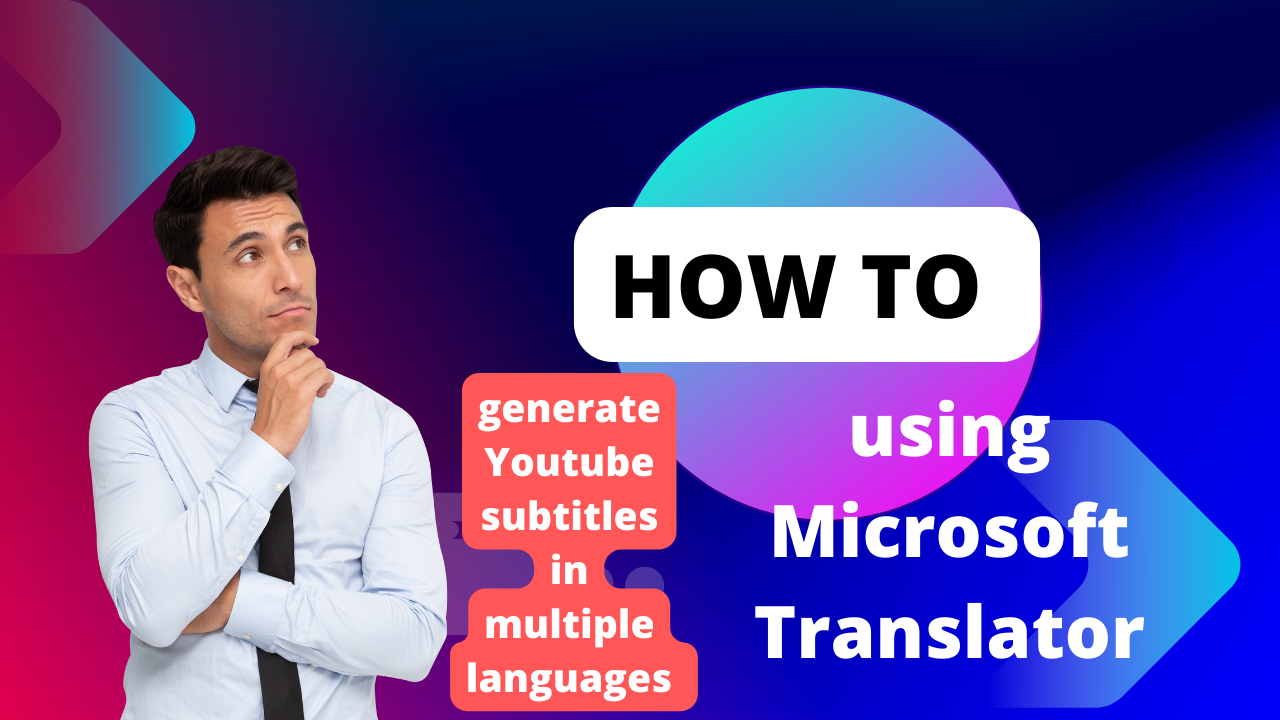 HOW TO
generate
Youtube
subtitles
in
multiple
languages
using
Microsoft
Translator